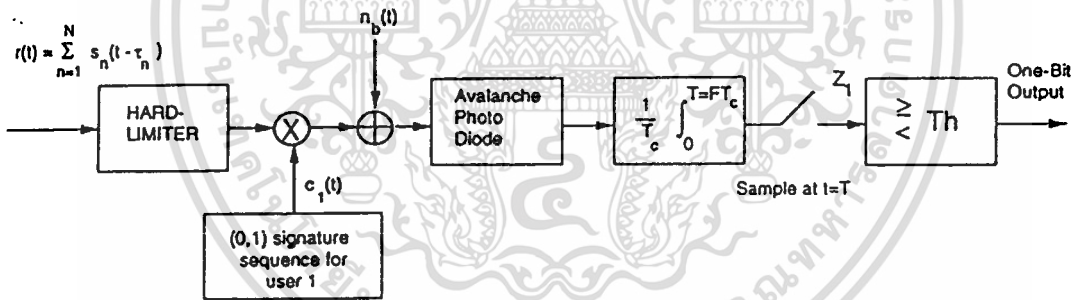 r(t) = N∑n=1 s_n(t - τ_n)
n_b(t)
HARD-
LIMITER
X
+
Avalanche
Photo
Diode
1/T_c ∫_0^T=FT_c
Z_1
≥
<
Th
One-Bit
Output
c_1(t)
Sample at t=T
(0,1) signature
sequence for
user 1